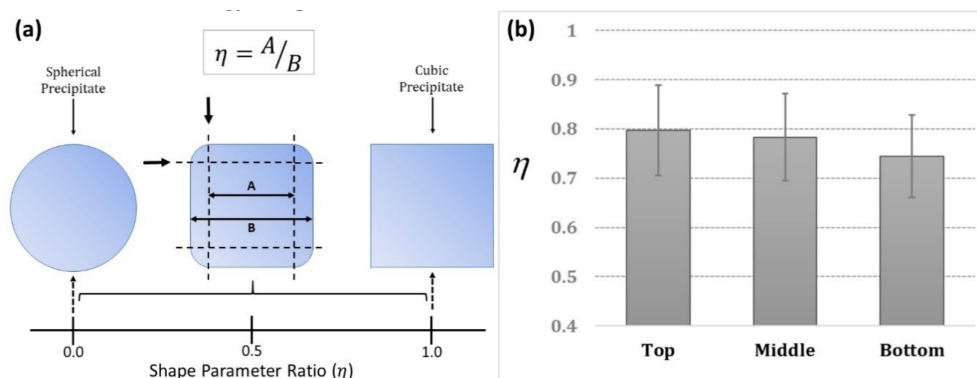 (a)
η = A/B
Spherical
Precipitate
Cubic
Precipitate
A
B
0.0
0.5
1.0
Shape Parameter Ratio (η)
(b)
1
0.9
0.8
0.7
0.6
0.5
0.4
η
Top
Middle
Bottom